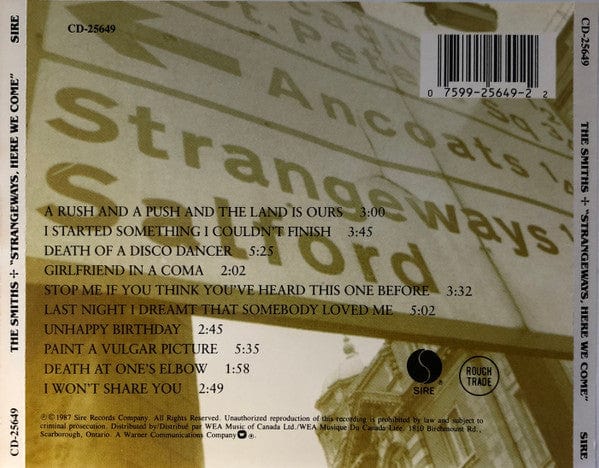 CD-25649
0 7599-25649-2 2
Piccadilly
St. Peter
Sq
Ancoats
Strangeways
Salford
A RUSH AND A PUSH AND THE LAND IS OURS 3:00
I STARTED SOMETHING I COULDN'T FINISH 3:45
DEATH OF A DISCO DANCER 5:25
GIRLFRIEND IN A COMA 2:02
STOP ME IF YOU THINK YOU'VE HEARD THIS ONE BEFORE 3:32
LAST NIGHT I DREAMT THAT SOMEBODY LOVED ME 5:02
UNHAPPY BIRTHDAY 2:45
PAINT A VULGAR PICTURE 5:35
DEATH AT ONE'S ELBOW 1:58
I WON'T SHARE YOU 2:49
SIRE
ROUGH
TRADE
℗©1987 Sire Records Company. All Rights Reserved. Unauthorized reproduction of this recording is prohibited by law and subject to
criminal prosecution. Distributed by/Distribué par WEA Music of Canada Ltd./WEA Musique Du Canada Ltée. 1810 Birchmount Rd.,
Scarborough, Ontario. A Warner Communications Company
CD-25649 THE SMITHS + "STRANGEWAYS, HERE WE COME" SIRE
CD-25649 THE SMITHS + "STRANGEWAYS, HERE WE COME" SIRE